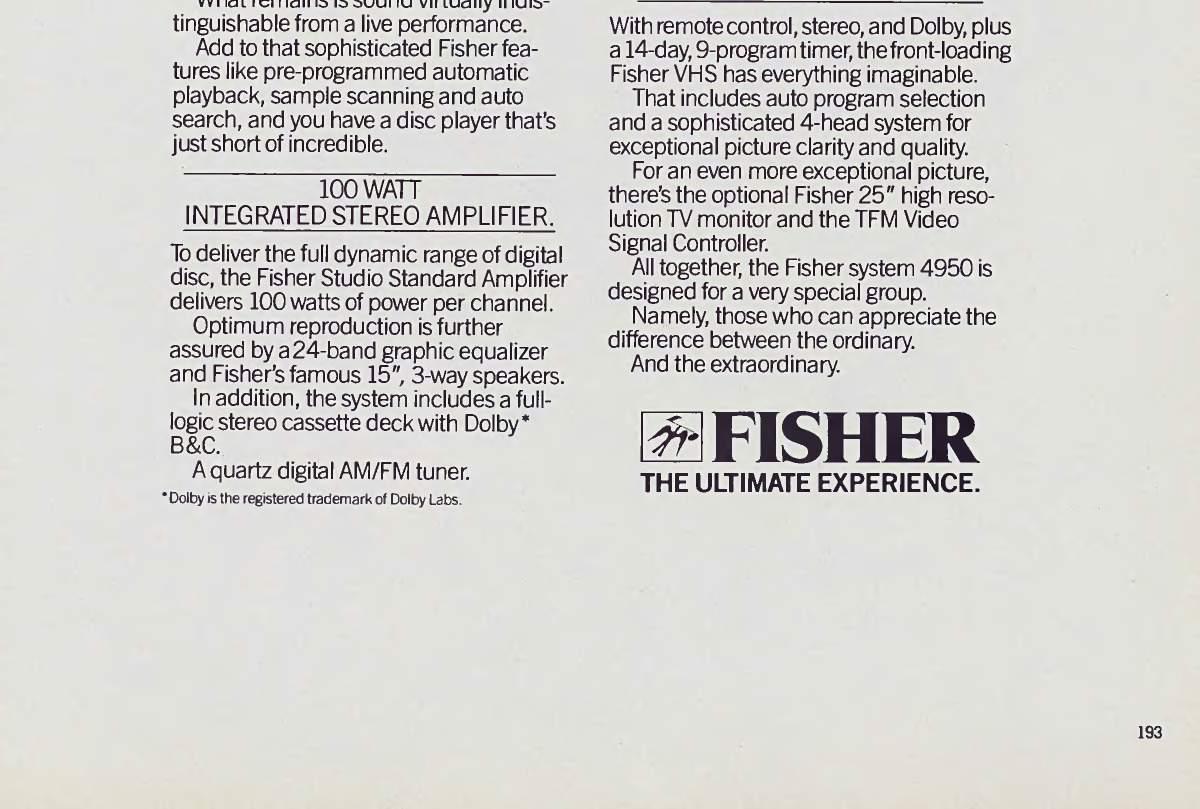 What remains is sound virtually indis-
tinguishable from a live performance.
Add to that sophisticated Fisher fea-
tures like pre-programmed automatic
playback, sample scanning and auto
search, and you have a disc player that's
just short of incredible.
100 WATT
INTEGRATED STEREO AMPLIFIER.
To deliver the full dynamic range of digital
disc, the Fisher Studio Standard Amplifier
delivers 100 watts of power per channel.
Optimum reproduction is further
assured by a 24-band graphic equalizer
and Fisher's famous 15", 3-way speakers.
In addition, the system includes a full-
logic stereo cassette deck with Dolby*
B&C.
A quartz digital AM/FM tuner.
*Dolby is the registered trademark of Dolby Labs.
With remote control, stereo, and Dolby, plus
a 14-day, 9-program timer, the front-loading
Fisher VHS has everything imaginable.
That includes auto program selection
and a sophisticated 4-head system for
exceptional picture clarity and quality.
For an even more exceptional picture,
there's the optional Fisher 25" high reso-
lution TV monitor and the TFM Video
Signal Controller.
All together, the Fisher system 4950 is
designed for a very special group.
Namely, those who can appreciate the
difference between the ordinary.
And the extraordinary.
FISHER
THE ULTIMATE EXPERIENCE.
193